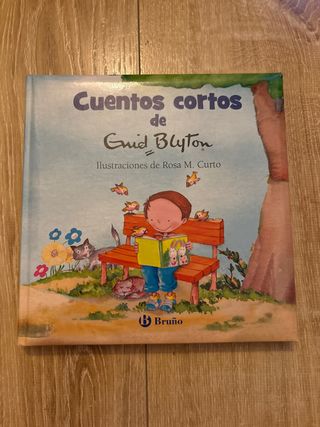 Cuentos cortos
de
Enid Blyton
Ilustraciones de Rosa M. Curto
B Bruño